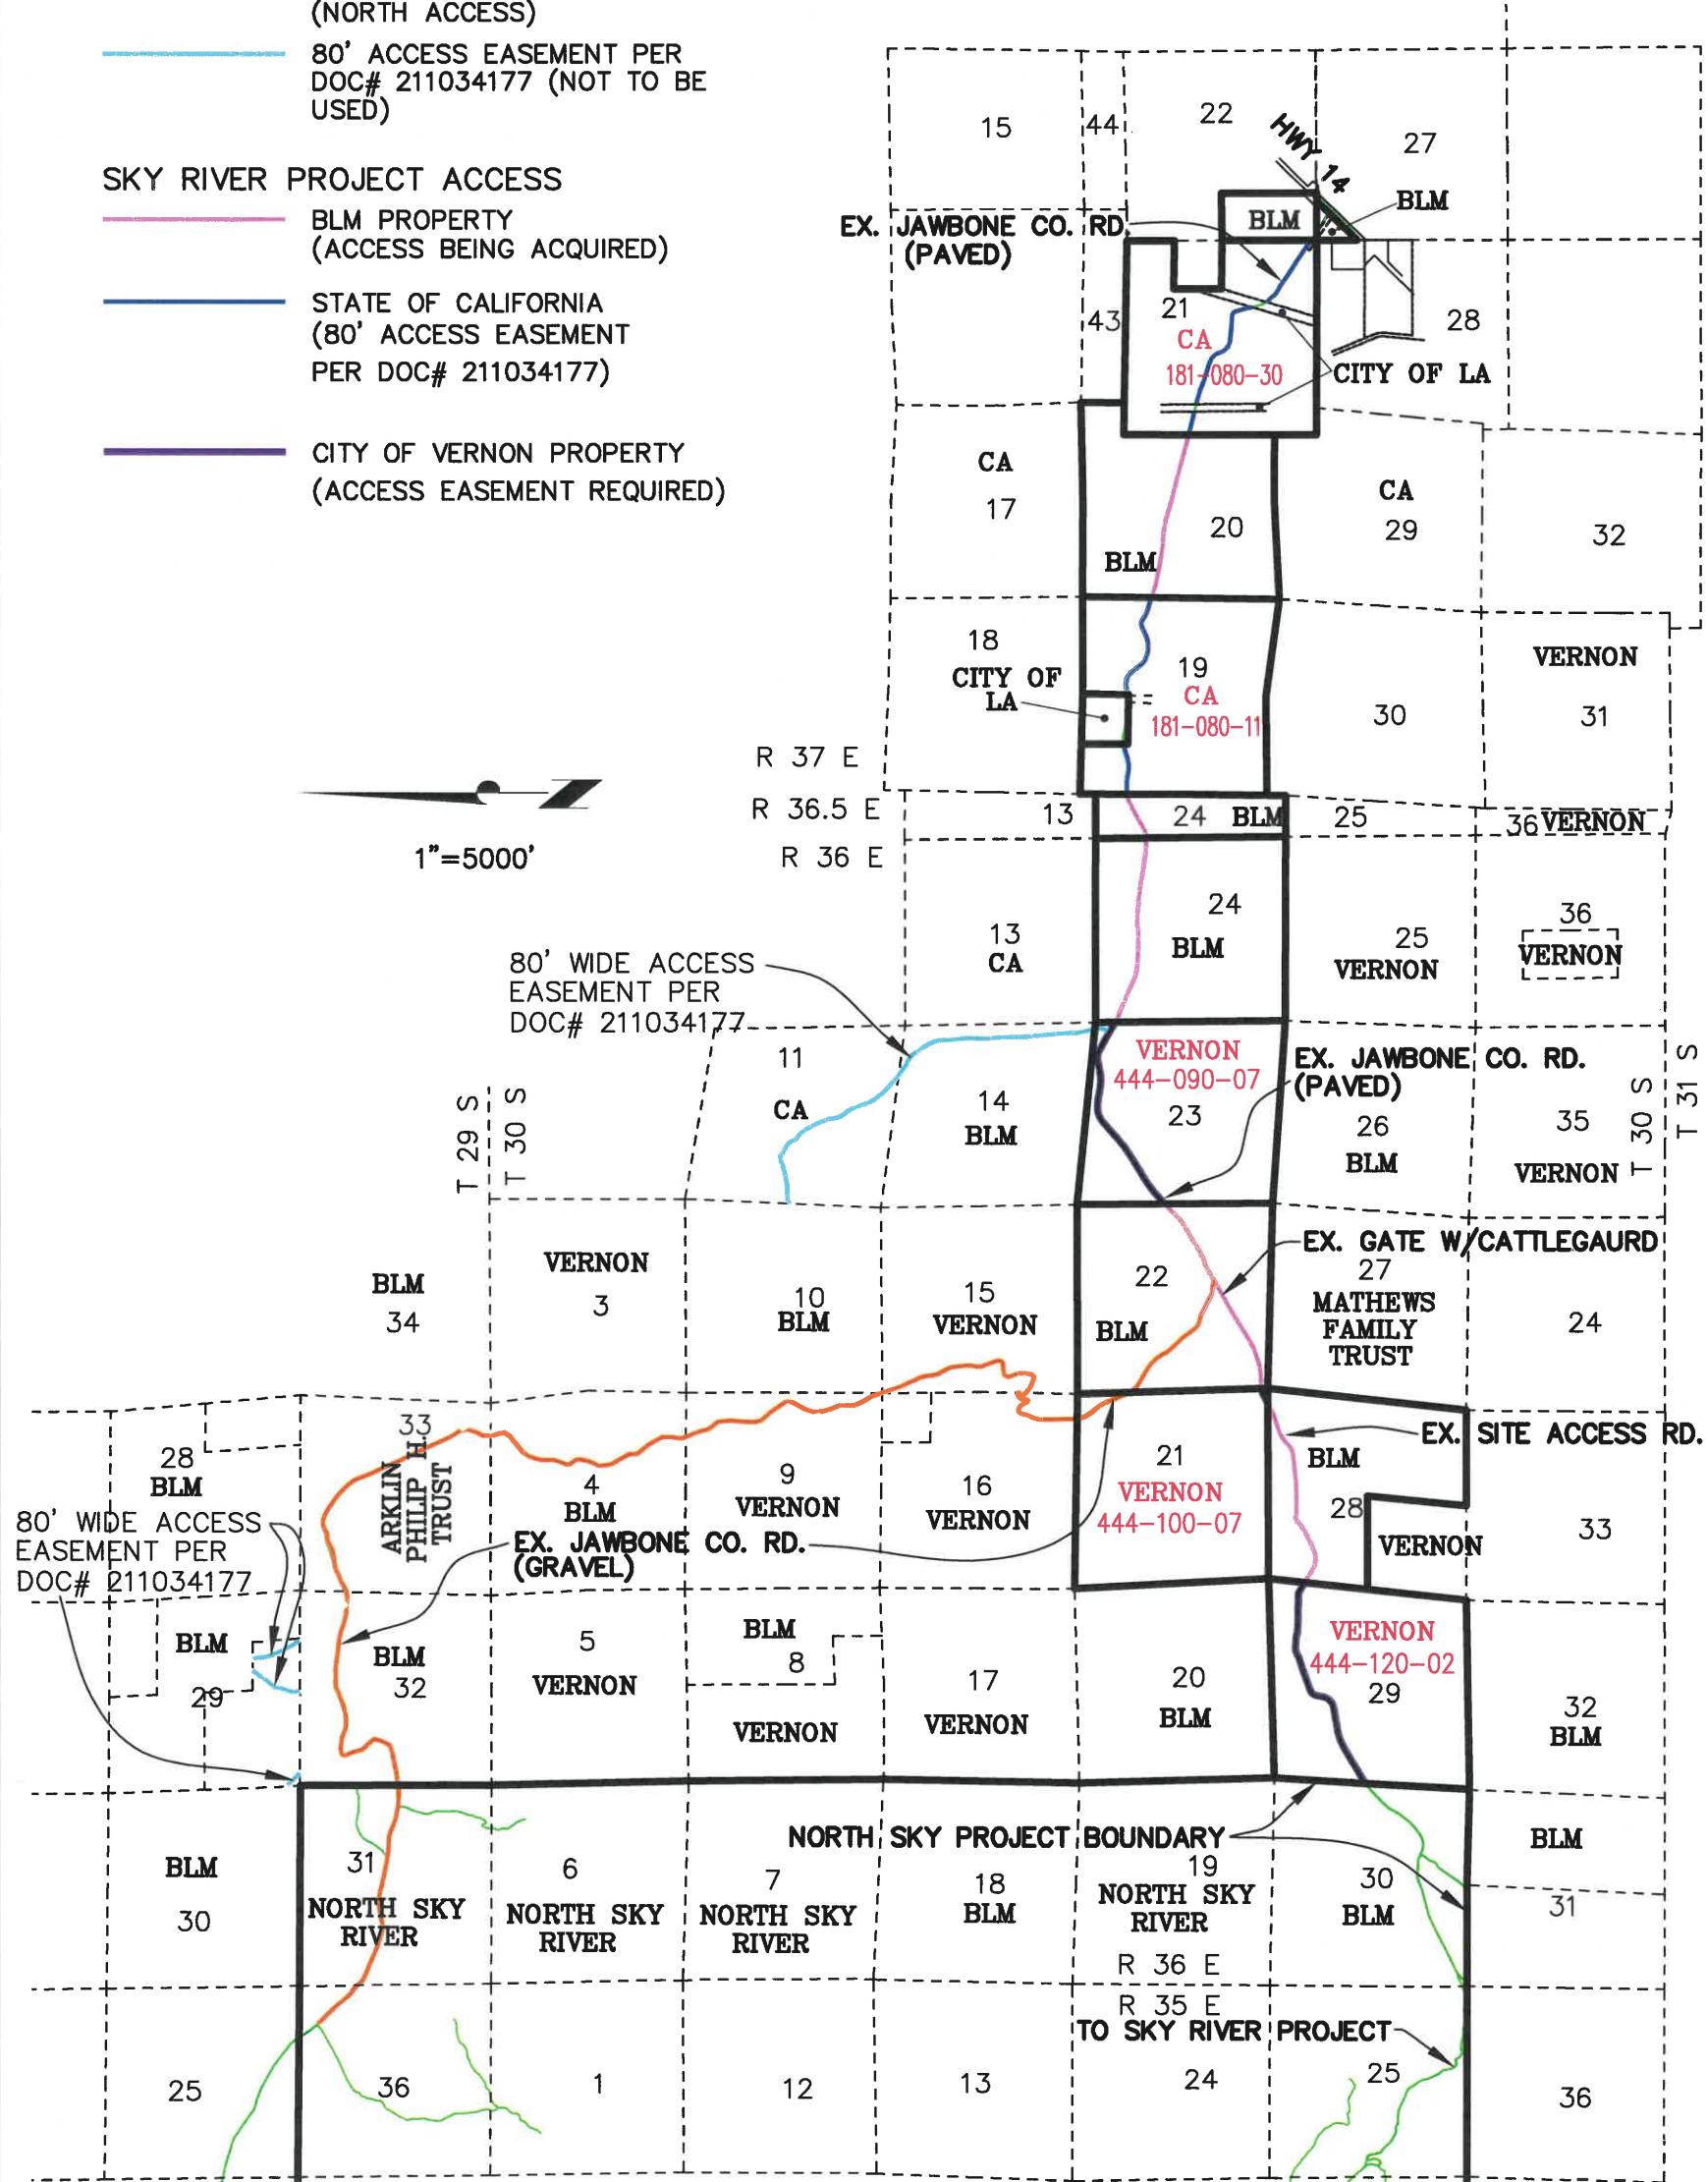 (NORTH ACCESS)
80' ACCESS EASEMENT PER
DOC# 211034177 (NOT TO BE
USED)
SKY RIVER PROJECT ACCESS
BLM PROPERTY
(ACCESS BEING ACQUIRED)
STATE OF CALIFORNIA
(80' ACCESS EASEMENT
PER DOC# 211034177)
CITY OF VERNON PROPERTY
(ACCESS EASEMENT REQUIRED)
15
44
22
27
HWY 14
BLM
BLM
EX. JAWBONE CO. RD.
(PAVED)
43
21
CA
181-080-30
28
CITY OF LA
CA
17
20
BLM
CA
29
32
18
CITY OF
LA
19
CA
181-080-11
30
VERNON
31
R 37 E
R 36.5 E
R 36 E
1"=5000'
13
24
BLM
25
36
VERNON
13
CA
24
BLM
25
VERNON
36
VERNON
80' WIDE ACCESS
EASEMENT PER
DOC# 211034177
11
CA
14
BLM
VERNON
444-090-07
23
EX. JAWBONE CO. RD.
(PAVED)
26
BLM
35
VERNON
T 30 S
T 31 S
T 29 S
T 30 S
BLM
34
VERNON
3
10
BLM
15
VERNON
22
BLM
EX. GATE W/CATTLEGAURD
27
MATHEWS
FAMILY
TRUST
24
28
BLM
33
ARKLIN
PHILIP H.
TRUST
4
BLM
9
VERNON
16
VERNON
21
VERNON
444-100-07
EX. SITE ACCESS RD.
BLM
28
VERNON
33
80' WIDE ACCESS
EASEMENT PER
DOC# 211034177
EX. JAWBONE CO. RD.
(GRAVEL)
BLM
29
BLM
32
5
VERNON
BLM
8
VERNON
17
VERNON
20
BLM
VERNON
444-120-02
29
32
BLM
NORTH SKY PROJECT BOUNDARY
BLM
30
31
NORTH SKY
RIVER
6
NORTH SKY
RIVER
7
NORTH SKY
RIVER
18
BLM
19
NORTH SKY
RIVER
30
BLM
BLM
31
R 36 E
R 35 E
TO SKY RIVER PROJECT
25
36
1
12
13
24
25
36